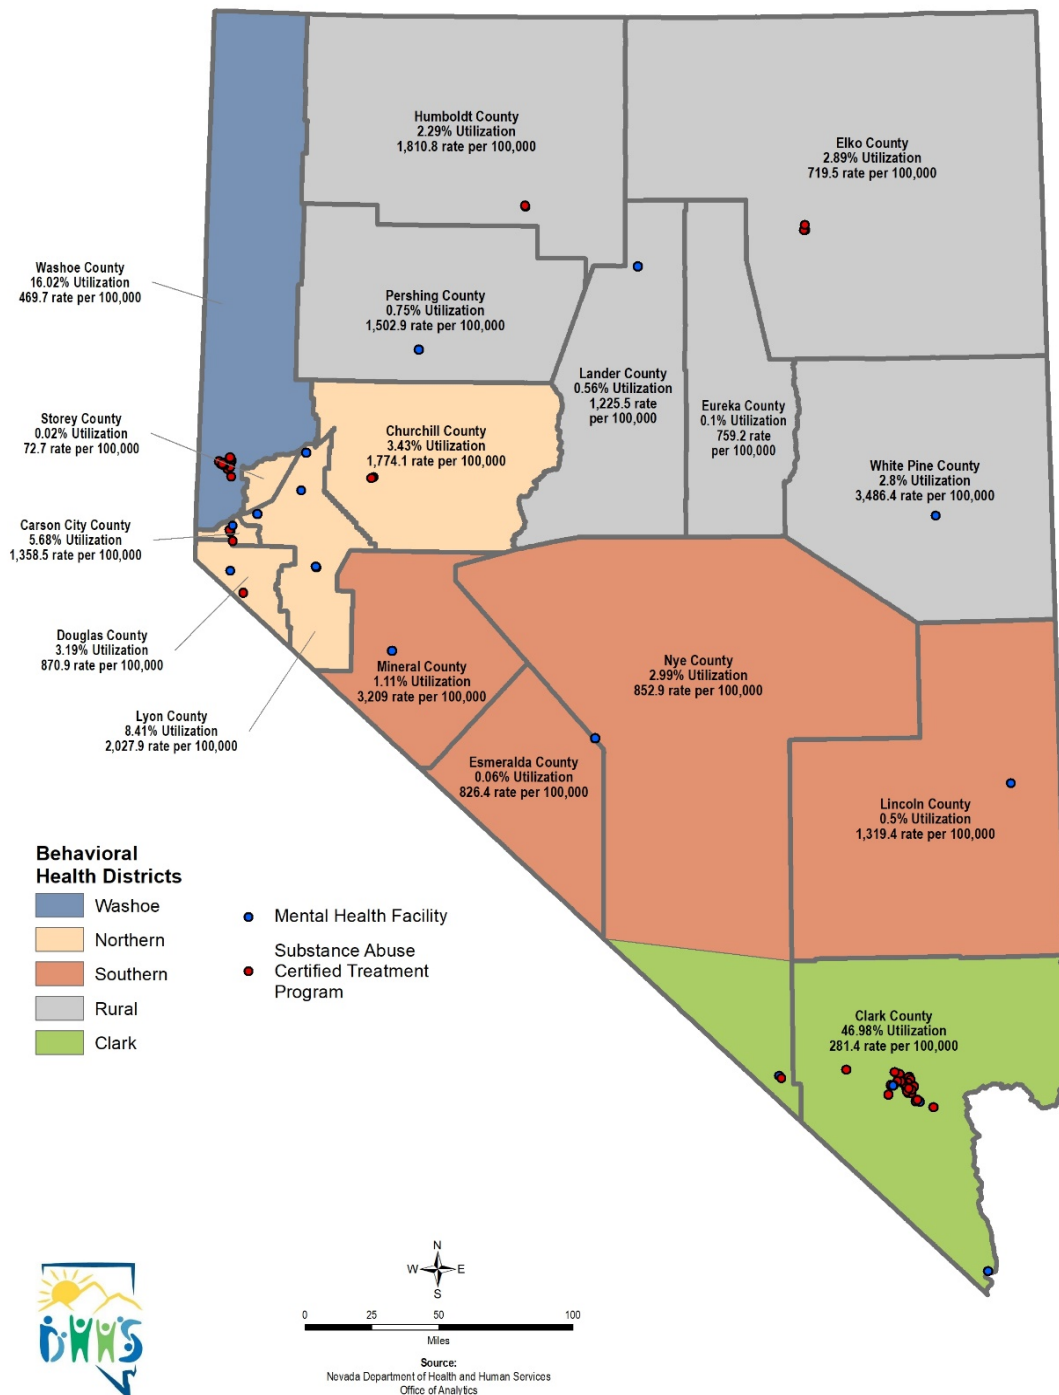 Humboldt County
2.29% Utilization
1,810.8 rate per 100,000
Elko County
2.89% Utilization
719.5 rate per 100,000
Washoe County
16.02% Utilization
469.7 rate per 100,000
Pershing County
0.75% Utilization
1,502.9 rate per 100,000
Lander County
0.56% Utilization
1,225.5 rate
per 100,000
Eureka County
0.1% Utilization
759.2 rate
per 100,000
Storey County
0.02% Utilization
72.7 rate per 100,000
Churchill County
3.43% Utilization
1,774.1 rate per 100,000
White Pine County
2.8% Utilization
3,486.4 rate per 100,000
Carson City County
5.68% Utilization
1,358.5 rate per 100,000
Douglas County
3.19% Utilization
870.9 rate per 100,000
Mineral County
1.11% Utilization
3,209 rate per 100,000
Nye County
2.99% Utilization
852.9 rate per 100,000
Lyon County
8.41% Utilization
2,027.9 rate per 100,000
Esmeralda County
0.06% Utilization
826.4 rate per 100,000
Lincoln County
0.5% Utilization
1,319.4 rate per 100,000
Behavioral
Health Districts
Washoe
Northern
Southern
Rural
Clark
Mental Health Facility
Substance Abuse
Certified Treatment
Program
Clark County
46.98% Utilization
281.4 rate per 100,000
N
W
E
S
0 25 50 100
Miles
Source:
Nevada Department of Health and Human Services
Office of Analytics
DHHS